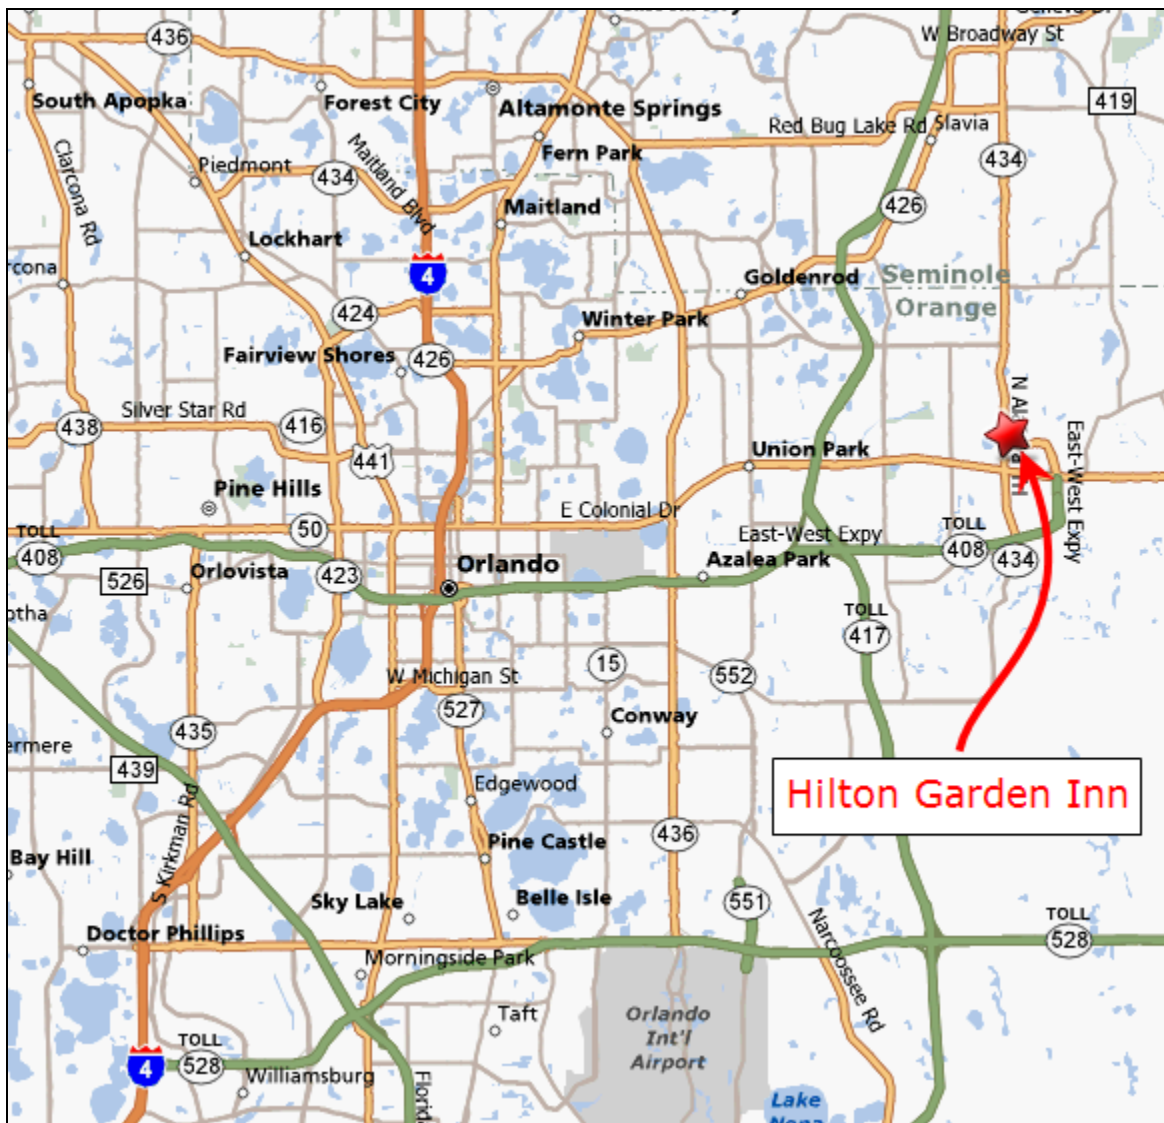 W Broadway St
436
419
South Apopka
Forest City
Altamonte Springs
Red Bug Lake Rd
Slavia
Clarcona Rd
Piedmont
434
Maitland Blvd
Fern Park
434
Maitland
426
Lockhart
4
Goldenrod
Seminole
Orange
424
Winter Park
Fairview Shores
426
Silver Star Rd
438
416
441
Union Park
East-West Expy
Pine Hills
50
E Colonial Dr
TOLL
408
East-West Expy
TOLL
408
434
526
Orlovista
423
Orlando
Azalea Park
TOLL
417
15
552
W Michigan St
527
Conway
435
439
Edgewood
Hilton Garden Inn
S Kirkman Rd
Pine Castle
436
Bay Hill
Sky Lake
Belle Isle
551
Narcoossee Rd
TOLL
528
Doctor Phillips
Morningside Park
Taft
Orlando
Int'l
Airport
TOLL
528
4
Williamsburg
Lake